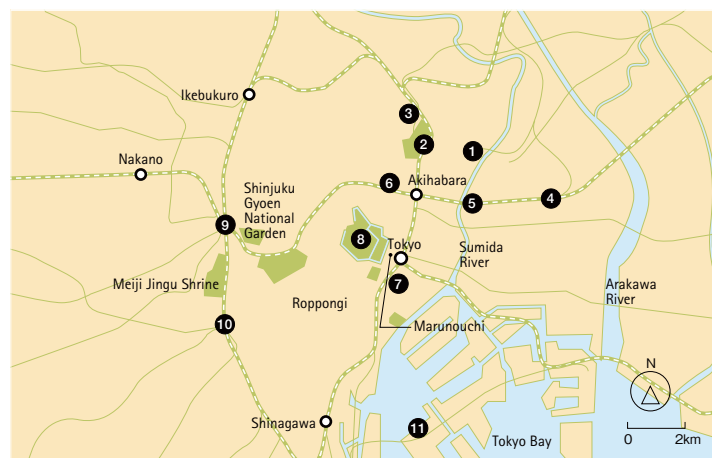 Ikebukuro
3
2
1
Nakano
6
Akihabara
5
4
Shinjuku
Gyoen
National
Garden
9
8
Tokyo
Sumida
River
Meiji Jingu Shrine
7
Arakawa
River
Roppongi
10
Marunouchi
N
Shinagawa
11
Tokyo Bay
0
2km